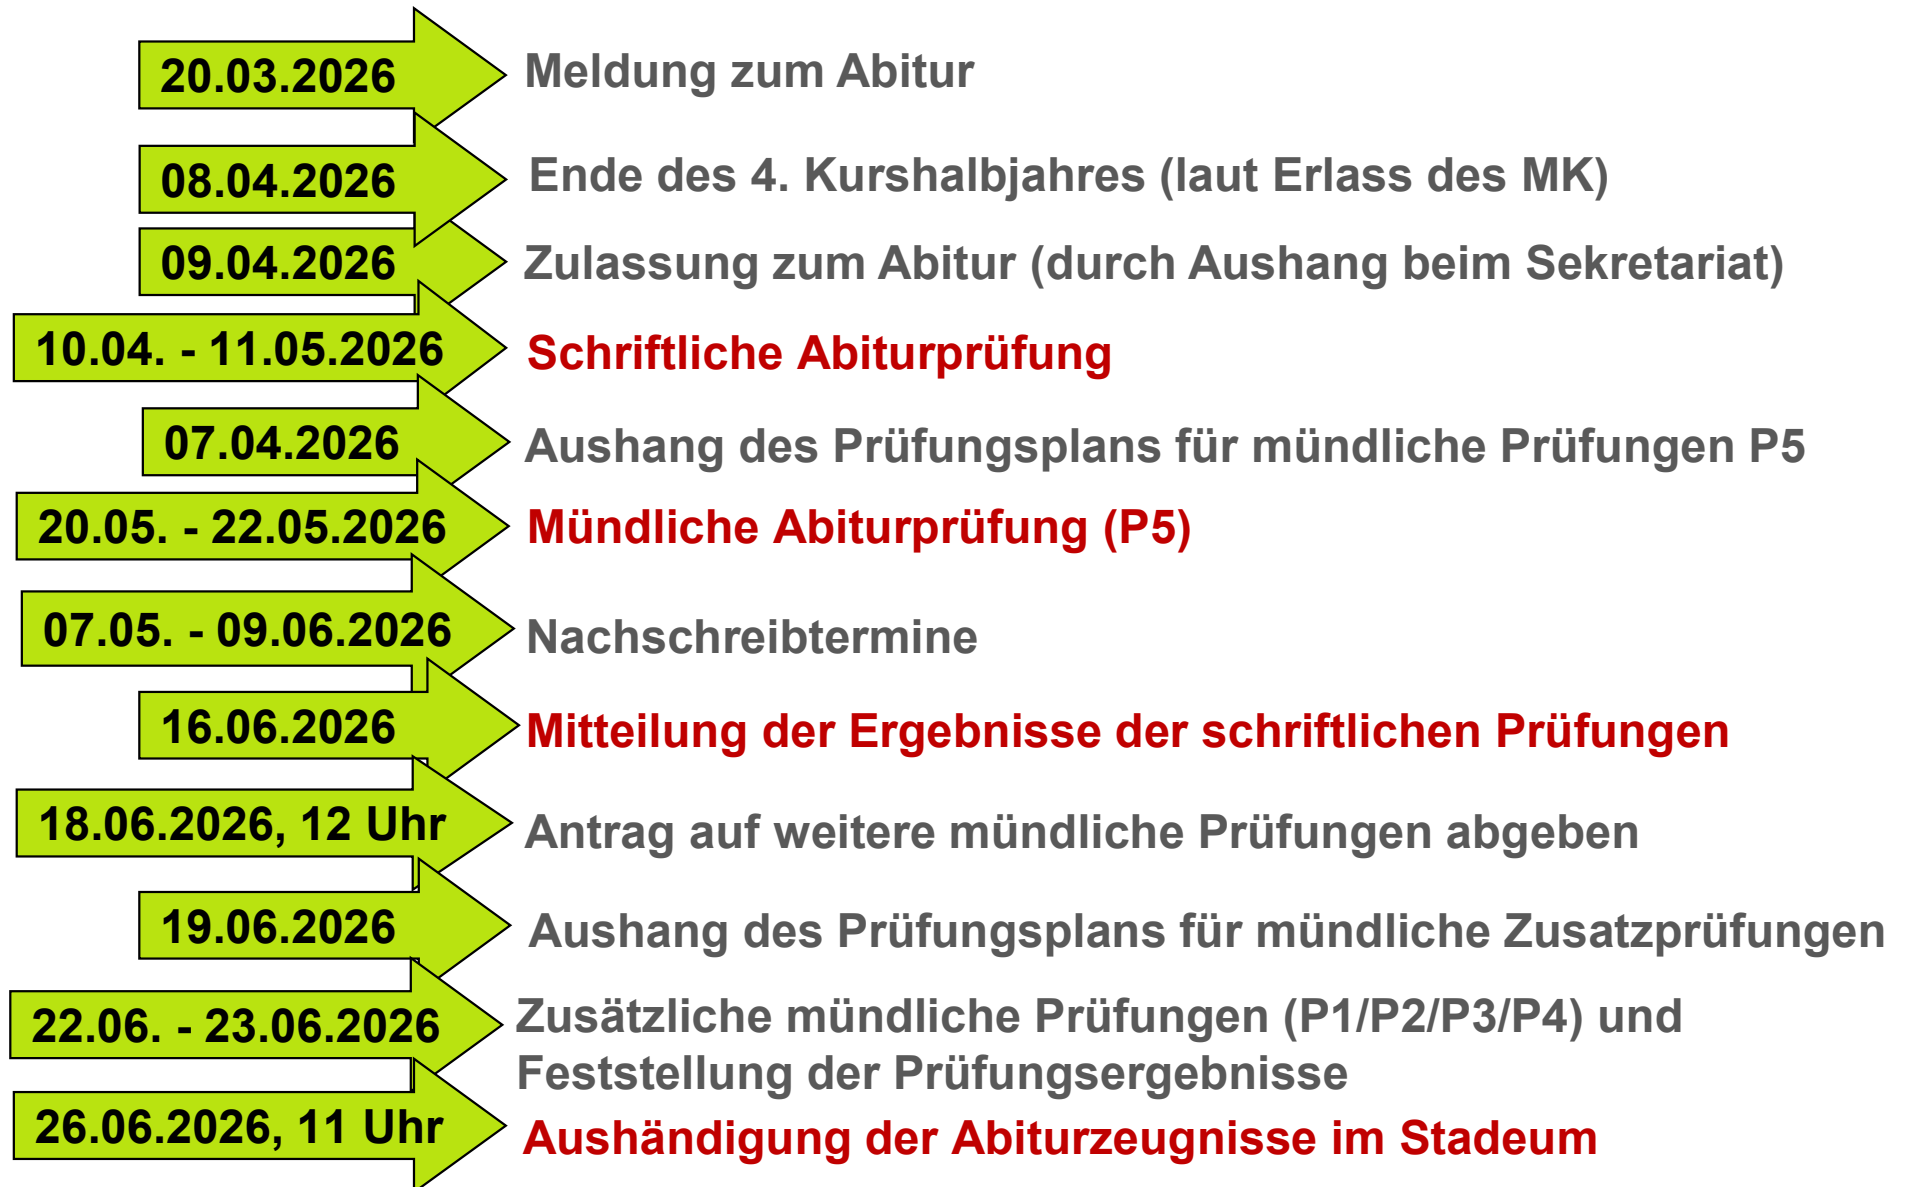 20.03.2026 Meldung zum Abitur
08.04.2026 Ende des 4. Kurshalbjahres (laut Erlass des MK)
09.04.2026 Zulassung zum Abitur (durch Aushang beim Sekretariat)
10.04. - 11.05.2026 Schriftliche Abiturprüfung
07.04.2026 Aushang des Prüfungsplans für mündliche Prüfungen P5
20.05. - 22.05.2026 Mündliche Abiturprüfung (P5)
07.05. - 09.06.2026 Nachschreibtermine
16.06.2026 Mitteilung der Ergebnisse der schriftlichen Prüfungen
18.06.2026, 12 Uhr Antrag auf weitere mündliche Prüfungen abgeben
19.06.2026 Aushang des Prüfungsplans für mündliche Zusatzprüfungen
22.06. - 23.06.2026 Zusätzliche mündliche Prüfungen (P1/P2/P3/P4) und
Feststellung der Prüfungsergebnisse
26.06.2026, 11 Uhr Aushändigung der Abiturzeugnisse im Stadeum